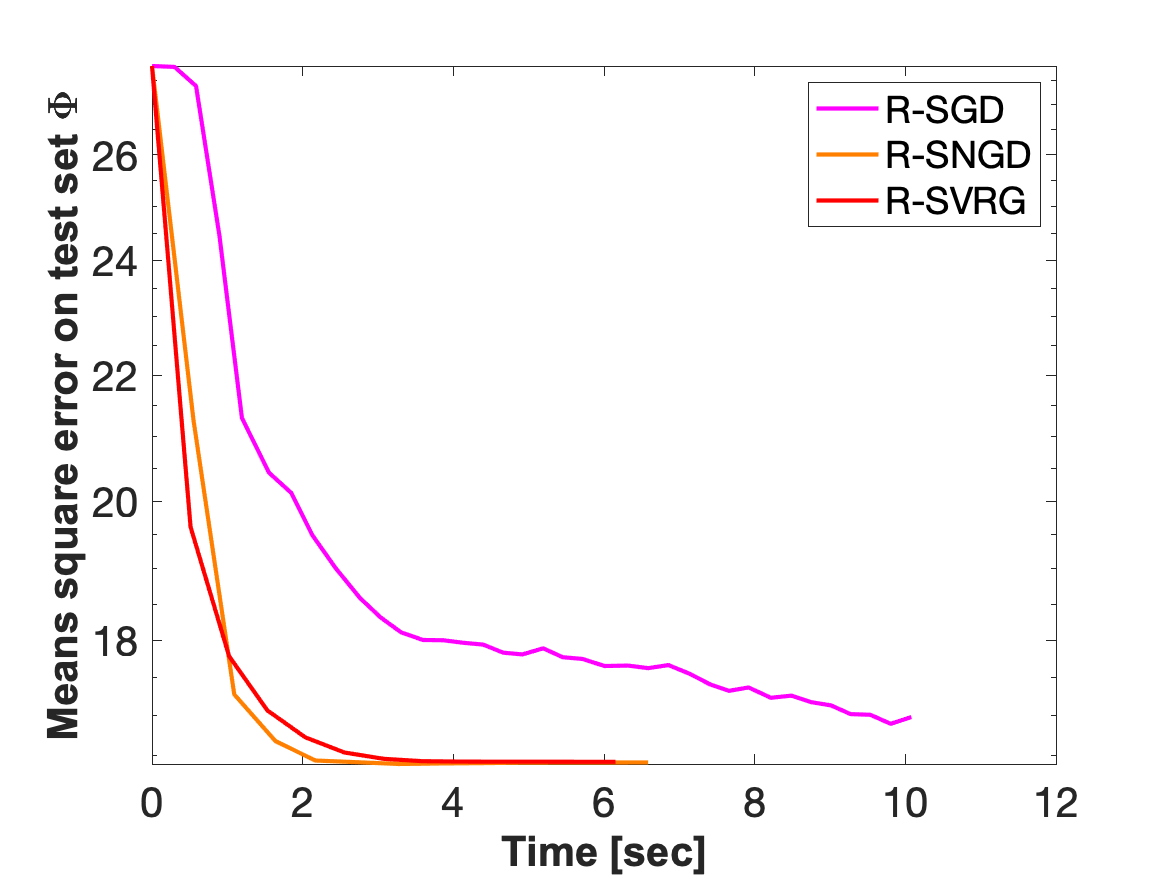 Means square error on test set Φ
26
24
22
20
18
0 2 4 6 8 10 12
Time [sec]
R-SGD
R-SNGD
R-SVRG